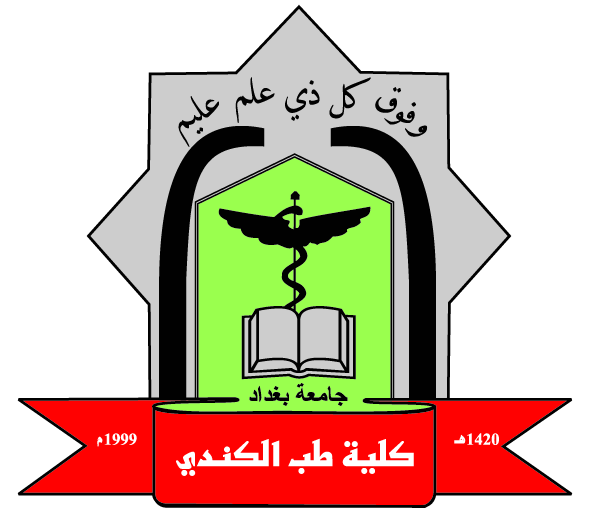 وفوق كل ذي علم عليم
جامعة بغداد
1420هـ
كلية طب الكندي
1999م